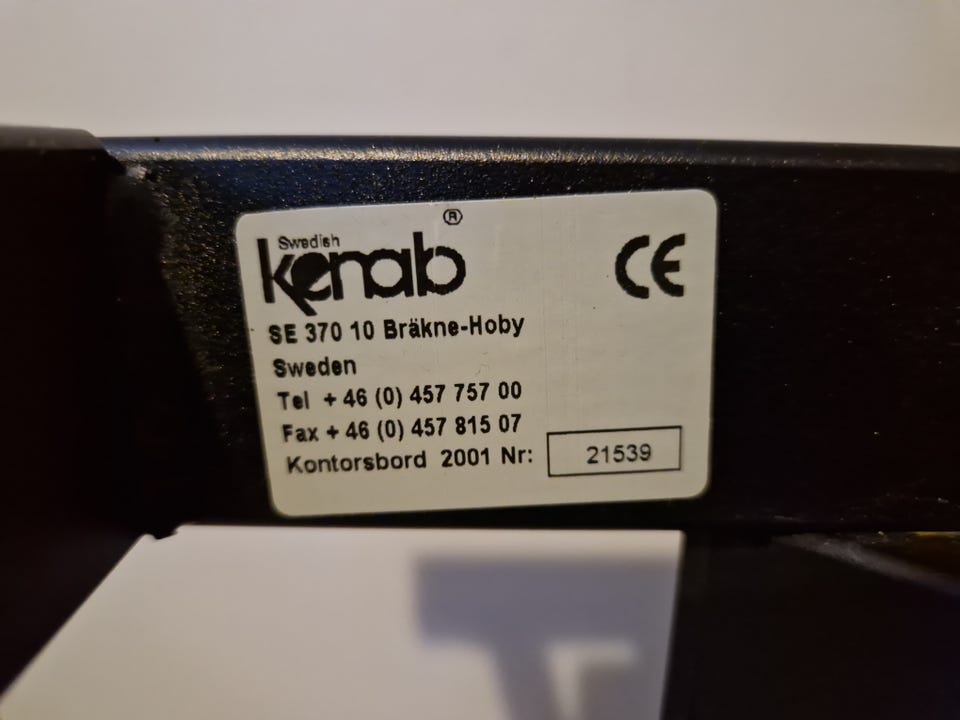 Swedish
kenab ®
CE
SE 370 10 Bräkne-Hoby
Sweden
Tel + 46 (0) 457 757 00
Fax + 46 (0) 457 815 07
Kontorsbord 2001 Nr: 21539